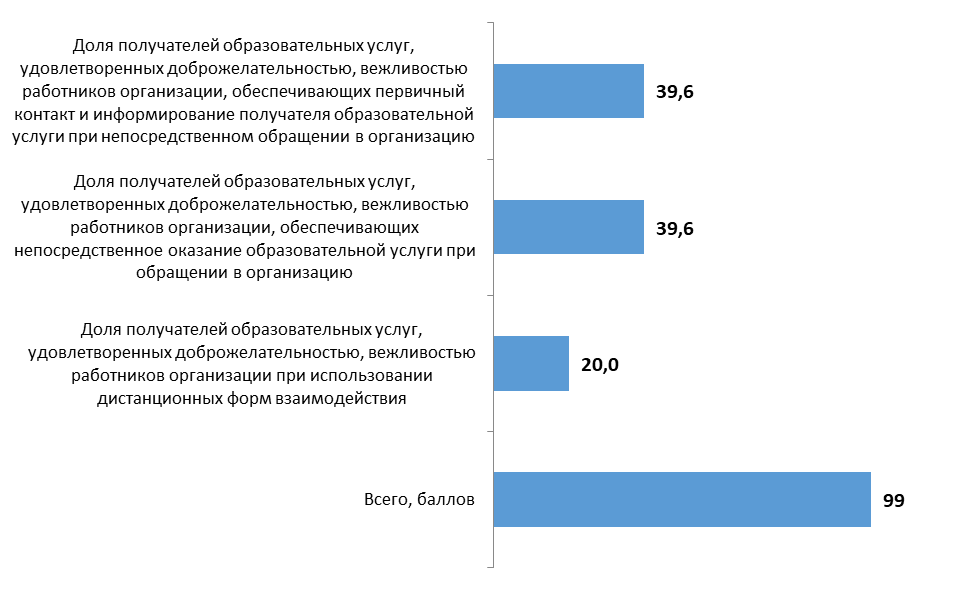 Доля получателей образовательных услуг,
удовлетворенных доброжелательностью, вежливостью
работников организации, обеспечивающих первичный
контакт и информирование получателя образовательной
услуги при непосредственном обращении в организацию
39,6
Доля получателей образовательных услуг,
удовлетворенных доброжелательностью, вежливостью
работников организации, обеспечивающих
непосредственное оказание образовательной услуги при
обращении в организацию
39,6
Доля получателей образовательных услуг,
удовлетворенных доброжелательностью, вежливостью
работников организации при использовании
дистанционных форм взаимодействия
20,0
Всего, баллов
99